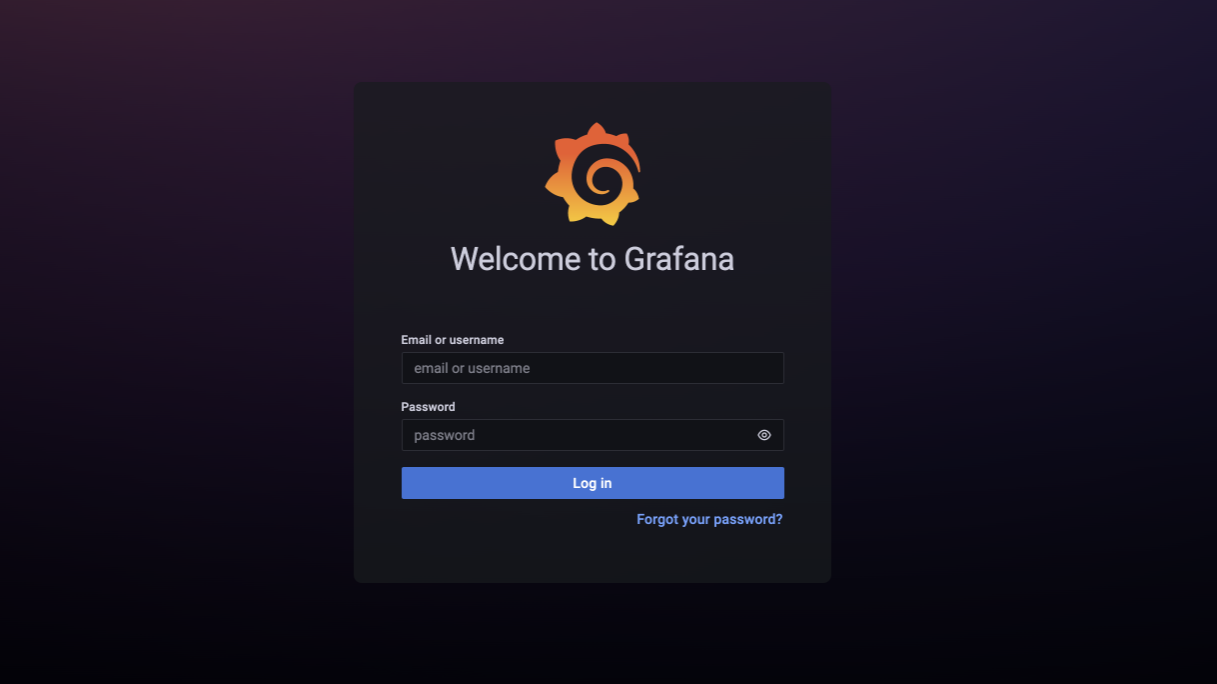 Welcome to Grafana
Email or username
email or username
Password
password
Log in
Forgot your password?